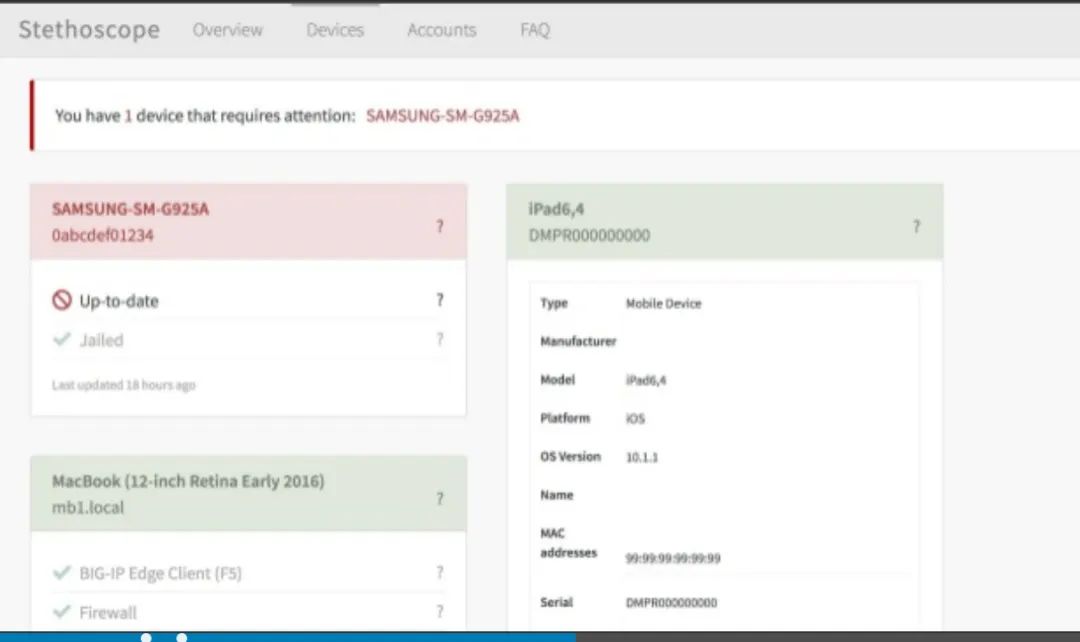 Stethoscope Overview Devices Accounts FAQ
You have 1 device that requires attention: SAMSUNG-SM-G925A
SAMSUNG-SM-G925A
0abcdef01234
?
Up-to-date ?
Jailed ?
Last updated 18 hours ago
MacBook (12-inch Retina Early 2016)
mb1.local
?
BIG-IP Edge Client (F5) ?
Firewall ?
iPad6,4
DMPR000000000
?
Type Mobile Device
Manufacturer
Model iPad6,4
Platform iOS
OS Version 10.1.1
Name
MAC
addresses 99:99:99:99:99:99
Serial DMPR000000000